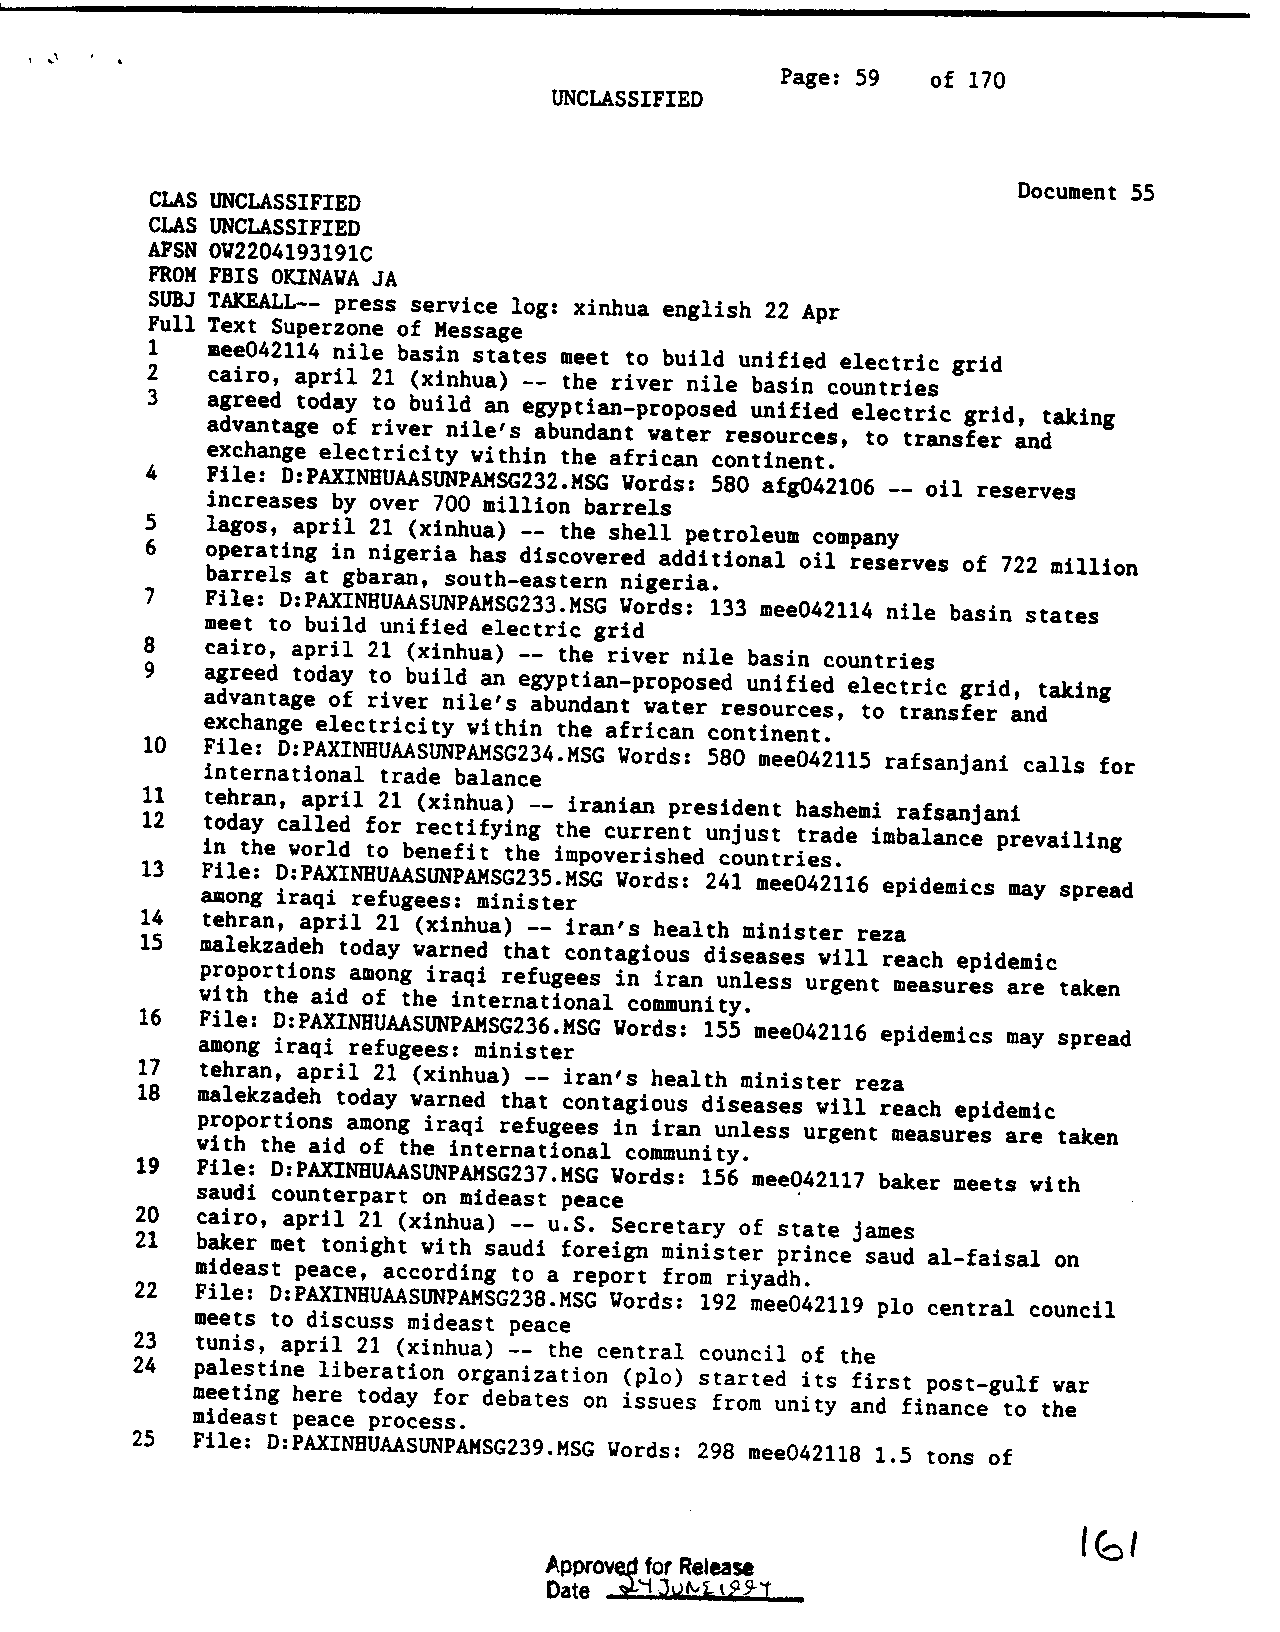 Page: 59 of 170
UNCLASSIFIED
Document 55
CLAS UNCLASSIFIED
CLAS UNCLASSIFIED
AFSN OW2204193191C
FROM FBIS OKINAWA JA
SUBJ TAKEALL-- press service log: xinhua english 22 Apr
Full Text Superzone of Message
1 mee042114 nile basin states meet to build unified electric grid
2 cairo, april 21 (xinhua) -- the river nile basin countries
3 agreed today to build an egyptian-proposed unified electric grid, taking
advantage of river nile's abundant water resources, to transfer and
exchange electricity within the african continent.
4 File: D:PAXINHUAASUNPAMSG232.MSG Words: 580 afg042106 -- oil reserves
increases by over 700 million barrels
5 lagos, april 21 (xinhua) -- the shell petroleum company
6 operating in nigeria has discovered additional oil reserves of 722 million
barrels at gbaran, south-eastern nigeria.
7 File: D:PAXINHUAASUNPAMSG233.MSG Words: 133 mee042114 nile basin states
meet to build unified electric grid
8 cairo, april 21 (xinhua) -- the river nile basin countries
9 agreed today to build an egyptian-proposed unified electric grid, taking
advantage of river nile's abundant water resources, to transfer and
exchange electricity within the african continent.
10 File: D:PAXINHUAASUNPAMSG234.MSG Words: 580 mee042115 rafsanjani calls for
international trade balance
11 tehran, april 21 (xinhua) -- iranian president hashemi rafsanjani
12 today called for rectifying the current unjust trade imbalance prevailing
in the world to benefit the impoverished countries.
13 File: D:PAXINHUAASUNPAMSG235.MSG Words: 241 mee042116 epidemics may spread
among iraqi refugees: minister
14 tehran, april 21 (xinhua) -- iran's health minister reza
15 malekzadeh today warned that contagious diseases will reach epidemic
proportions among iraqi refugees in iran unless urgent measures are taken
with the aid of the international community.
16 File: D:PAXINHUAASUNPAMSG236.MSG Words: 155 mee042116 epidemics may spread
among iraqi refugees: minister
17 tehran, april 21 (xinhua) -- iran's health minister reza
18 malekzadeh today warned that contagious diseases will reach epidemic
proportions among iraqi refugees in iran unless urgent measures are taken
with the aid of the international community.
19 File: D:PAXINHUAASUNPAMSG237.MSG Words: 156 mee042117 baker meets with
saudi counterpart on mideast peace
20 cairo, april 21 (xinhua) -- u.S. Secretary of state james
21 baker met tonight with saudi foreign minister prince saud al-faisal on
mideast peace, according to a report from riyadh.
22 File: D:PAXINHUAASUNPAMSG238.MSG Words: 192 mee042119 plo central council
meets to discuss mideast peace
23 tunis, april 21 (xinhua) -- the central council of the
24 palestine liberation organization (plo) started its first post-gulf war
meeting here today for debates on issues from unity and finance to the
mideast peace process.
25 File: D:PAXINHUAASUNPAMSG239.MSG Words: 298 mee042118 1.5 tons of
161
Approved for Release
Date 24 JUNE 1997